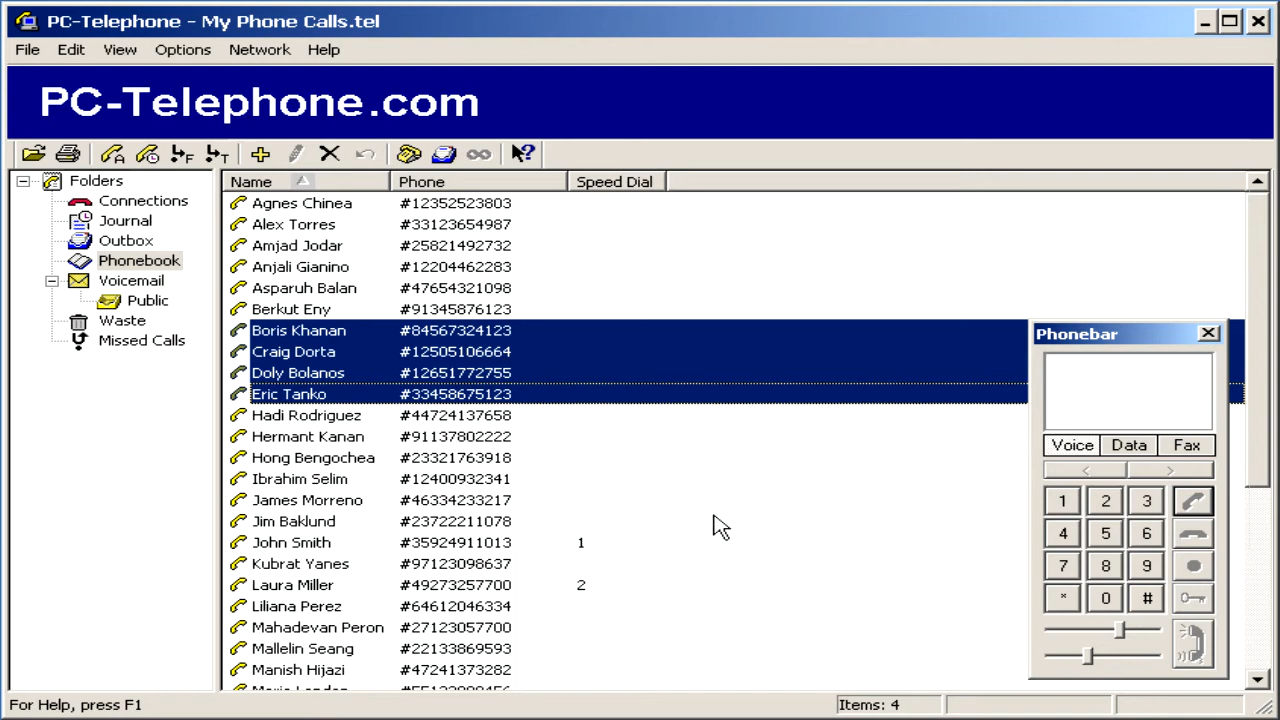 PC-Telephone - My Phone Calls.tel
File Edit View Options Network Help
PC-Telephone.com
Folders
Connections
Journal
Outbox
Phonebook
Voicemail
Public
Waste
Missed Calls
Name Phone Speed Dial
Agnes Chinea #12352523803
Alex Torres #33123654987
Amjad Jodar #25821492732
Anjali Gianino #12204462283
Asparuh Balan #47654321098
Berkut Eny #91345876123
Boris Khanan #84567324123
Craig Dorta #12505106664
Doly Bolanos #12651772755
Eric Tanko #33458675123
Hadi Rodriguez #44724137658
Hermant Kanan #91137802222
Hong Bengochea #23321763918
Ibrahim Selim #12400932341
James Morreno #46334233217
Jim Baklund #23722211078
John Smith #35924911013 1
Kubrat Yanes #97123098637
Laura Miller #49273257700 2
Liliana Perez #64612046334
Mahadevan Peron #27123057700
Mallelin Seang #22133869593
Manish Hijazi #47241373282
Phonebar
Voice Data Fax
< >
1 2 3
4 5 6
7 8 9
* 0 #
For Help, press F1
Items: 4